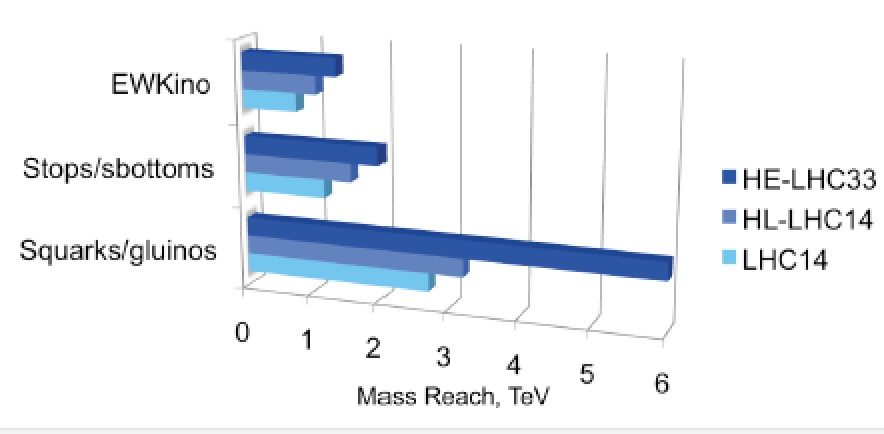 EWKino
Stops/sbottoms
Squarks/gluinos
HE-LHC33
HL-LHC14
LHC14
0 1 2 3 4 5 6
Mass Reach, TeV